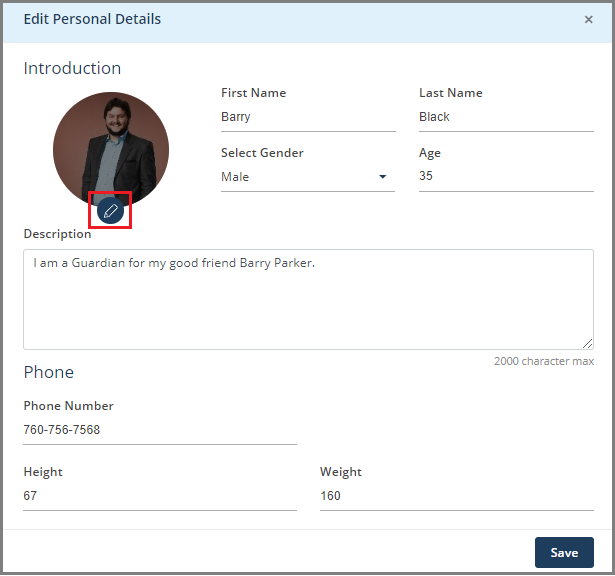 Edit Personal Details ×
Introduction
First Name Last Name
Barry Black
Select Gender Age
Male 35
Description
I am a Guardian for my good friend Barry Parker.
2000 character max
Phone
Phone Number
760-756-7568
Height Weight
67 160
Save